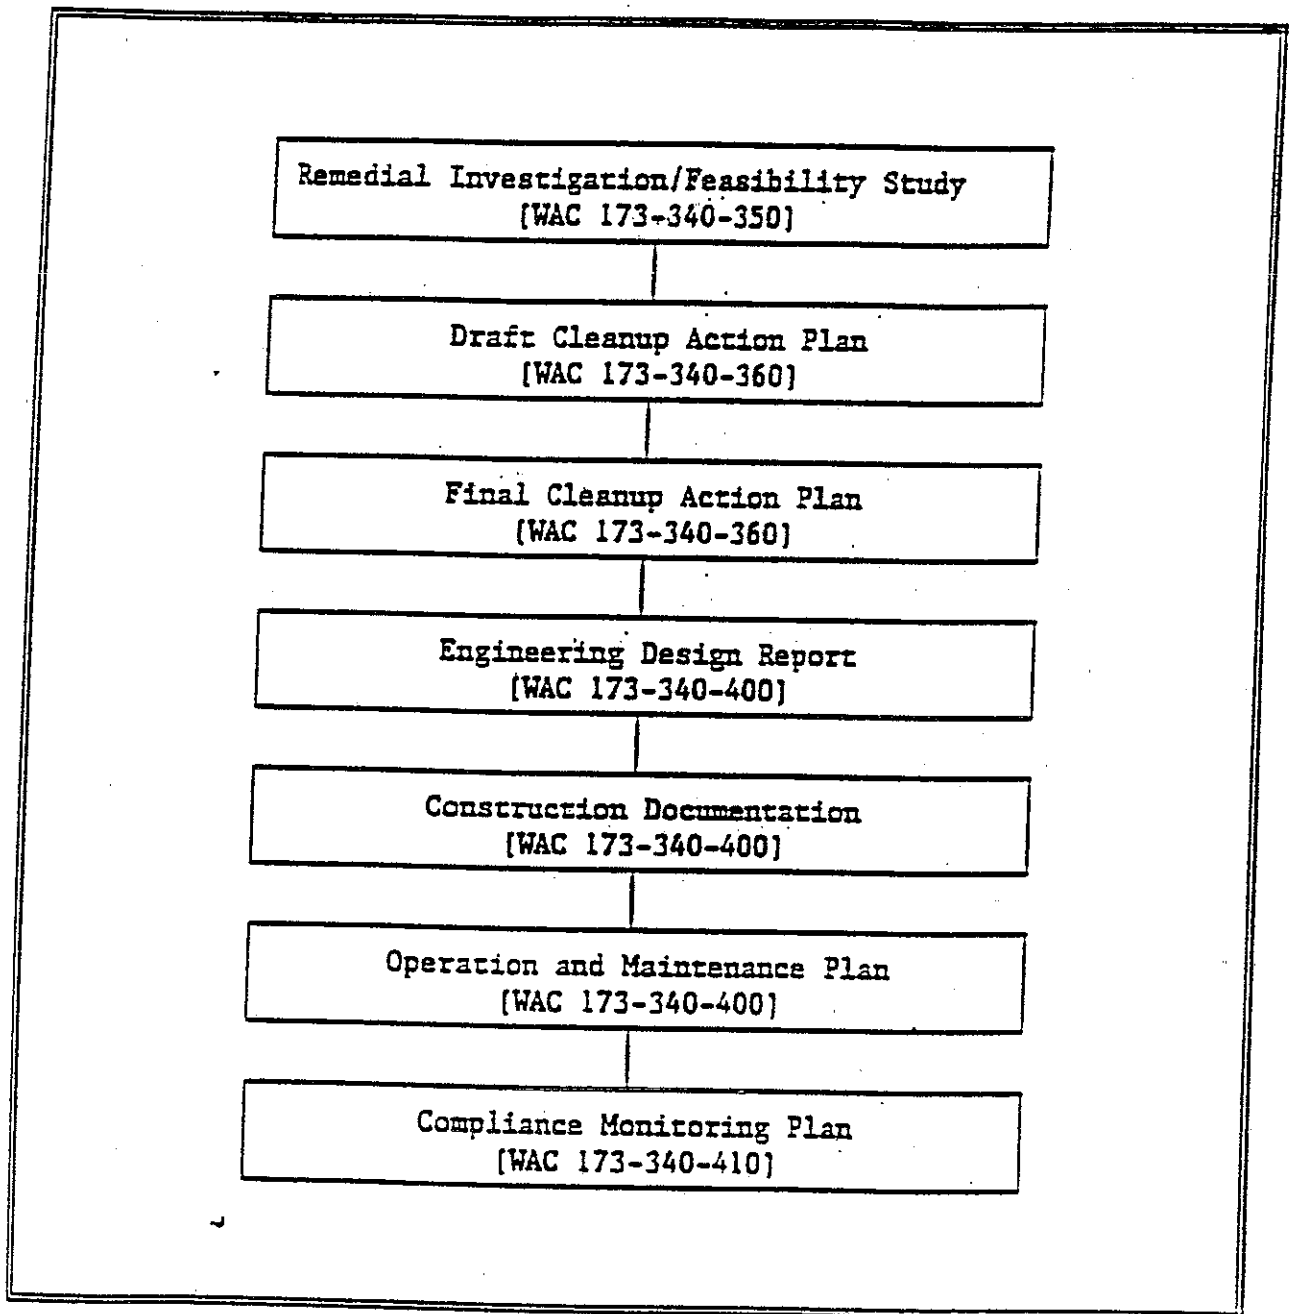 Remedial Investigation/Feasibility Study
[WAC 173-340-350]
Draft Cleanup Action Plan
[WAC 173-340-360]
Final Cleanup Action Plan
[WAC 173-340-360]
Engineering Design Report
[WAC 173-340-400]
Construction Documentation
[WAC 173-340-400]
Operation and Maintenance Plan
[WAC 173-340-400]
Compliance Monitoring Plan
[WAC 173-340-410]